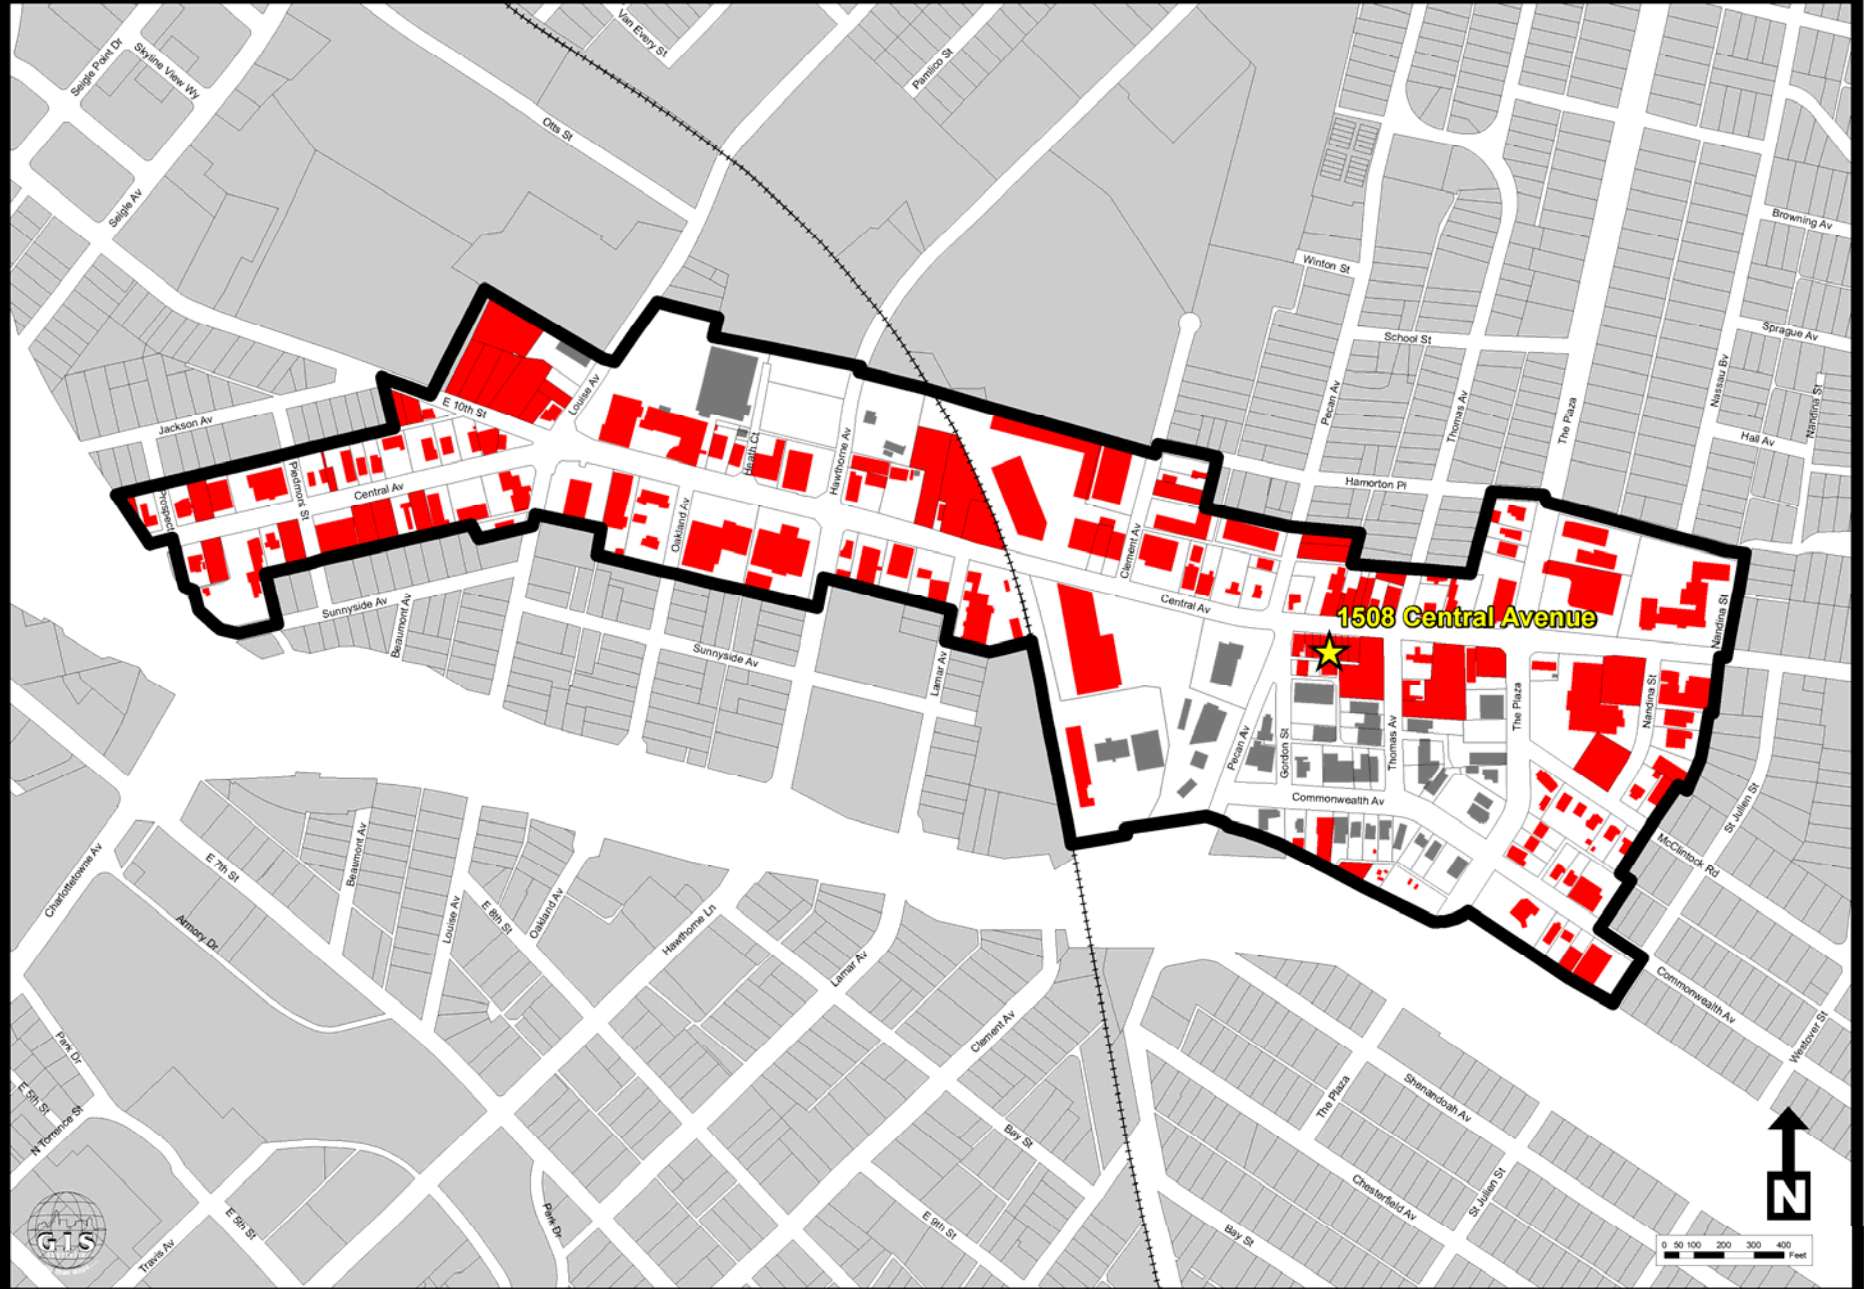 Van Every St
Seigle Point Dr
Skyline View Wy
Pamlico St
Otts St
Seigle Av
Browning Av
Winton St
Sprague Av
School St
Nassau Bv
Pecan Av
Thomas Av
The Plaza
Nandina St
Hall Av
Louise Av
E 10th St
Jackson Av
Heath Ct
Hawthorne Av
Hamorton Pl
Piedmont St
Central Av
Prospect
Oakland Av
Clement Av
Central Av
1508 Central Avenue
Sunnyside Av
Beaumont Av
Sunnyside Av
Lamar Av
Nandina St
Nandina St
The Plaza
Pecan Av
Gordon St
Thomas Av
Commonwealth Av
St Julien St
McClintock Rd
Charlottetowne Av
E 7th St
Beaumont Av
Louise Av
E 8th St
Oakland Av
Armory Dr
Hawthorne Ln
Lamar Av
Clement Av
Commonwealth Av
Westover St
Park Dr
E 5th St
N Torrence St
The Plaza
Shenandoah Av
Bay St
Chesterfield Av
St Julien St
E 5th St
Travis Av
Park Dr
E 9th St
Bay St
GIS
N
0 50 100 200 300 400
Feet